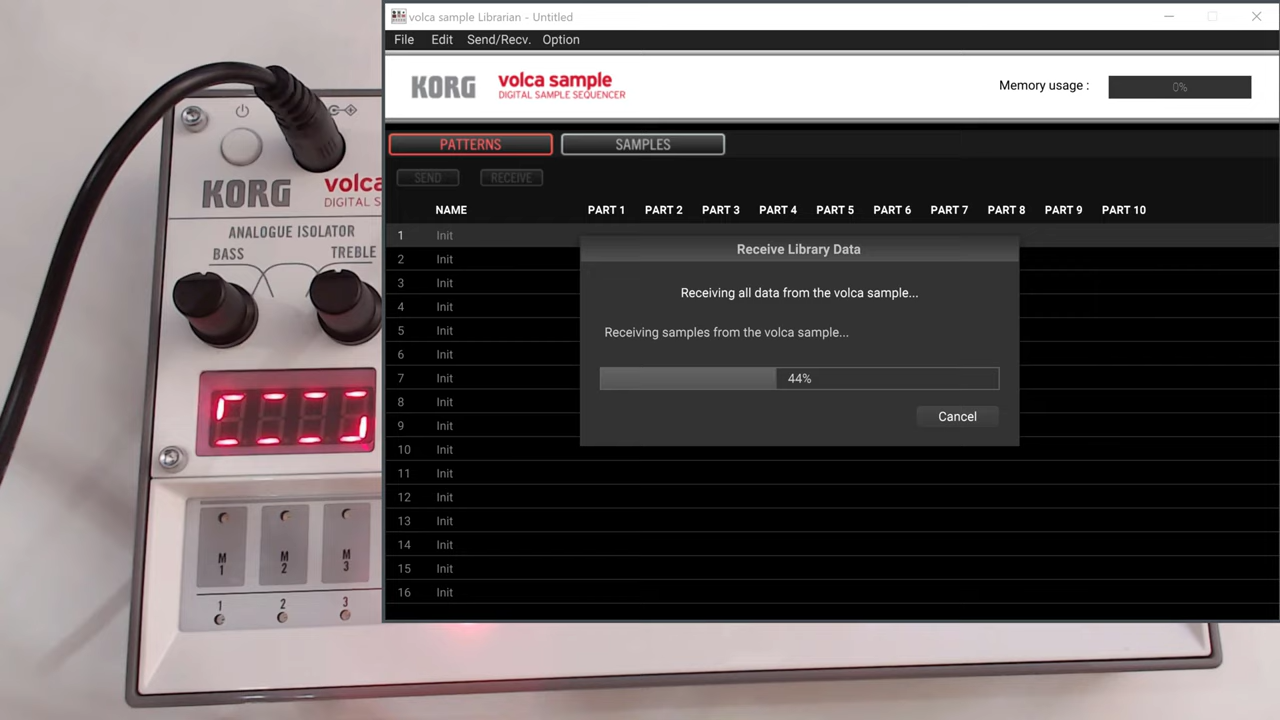 volca sample Librarian - Untitled
File Edit Send/Recv. Option
KORG volca sample
DIGITAL SAMPLE SEQUENCER
Memory usage : 0%
PATTERNS SAMPLES
SEND RECEIVE
NAME PART 1 PART 2 PART 3 PART 4 PART 5 PART 6 PART 7 PART 8 PART 9 PART 10
1 Init
2 Init
3 Init
4 Init
5 Init
6 Init
7 Init
8 Init
9 Init
10 Init
11 Init
12 Init
13 Init
14 Init
15 Init
16 Init
Receive Library Data
Receiving all data from the volca sample...
Receiving samples from the volca sample...
44%
Cancel
KORG volca
DIGITAL S
ANALOGUE ISOLATOR
BASS TREBLE
M 1 M 2 M 3
1 2 3